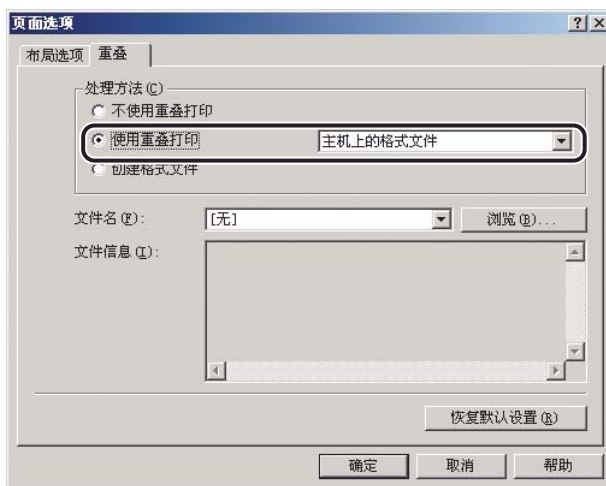 页面选项
布局选项 重叠
处理方法(C)
不使用重叠打印
使用重叠打印 主机上的格式文件
创建格式文件
文件名(F): [无] 浏览(B)...
文件信息(I):
恢复默认设置(R)
确定 取消 帮助